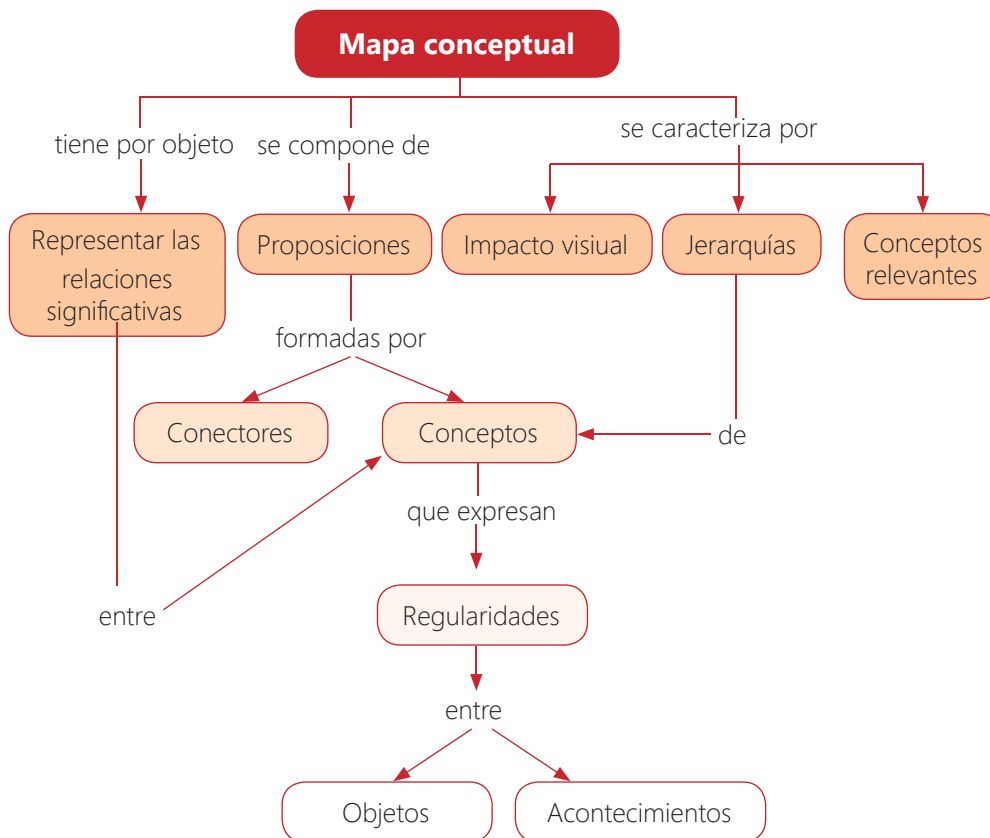 Mapa conceptual
tiene por objeto
se compone de
se caracteriza por
Representar las
relaciones
significativas
Proposiciones
Impacto visiual
Jerarquías
Conceptos
relevantes
formadas por
Conectores
Conceptos
de
que expresan
entre
Regularidades
entre
Objetos
Acontecimientos